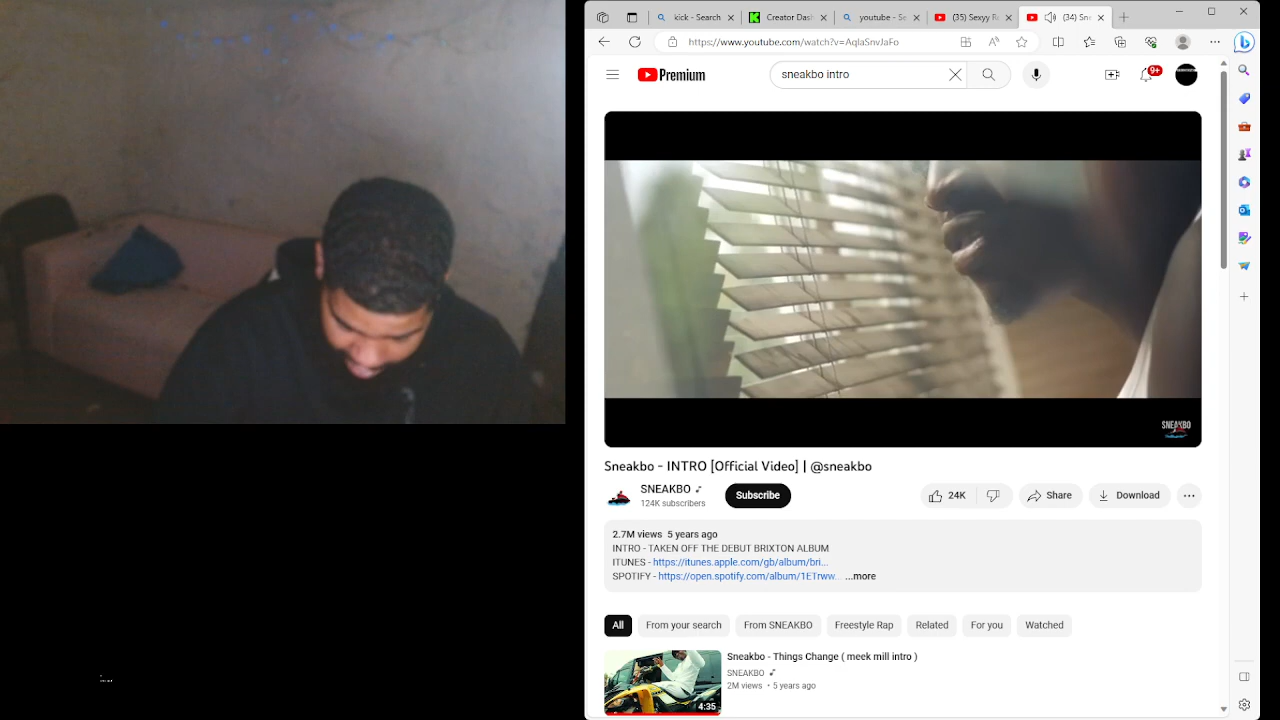 kick - Search
Creator Dash
youtube - Se
(35) Sexyy R
(34) Sne
https://www.youtube.com/watch?v=AqlaSnvJaFo
Premium
sneakbo intro
9+
SNEAKBO
Sneakbo - INTRO [Official Video] | @sneakbo
SNEAKBO
124K subscribers
Subscribe
24K
Share
Download
2.7M views 5 years ago
INTRO - TAKEN OFF THE DEBUT BRIXTON ALBUM
ITUNES - https://itunes.apple.com/gb/album/bri...
SPOTIFY - https://open.spotify.com/album/1ETrww... ...more
All
From your search
From SNEAKBO
Freestyle Rap
Related
For you
Watched
Sneakbo - Things Change ( meek mill intro )
SNEAKBO
2M views • 5 years ago
4:35